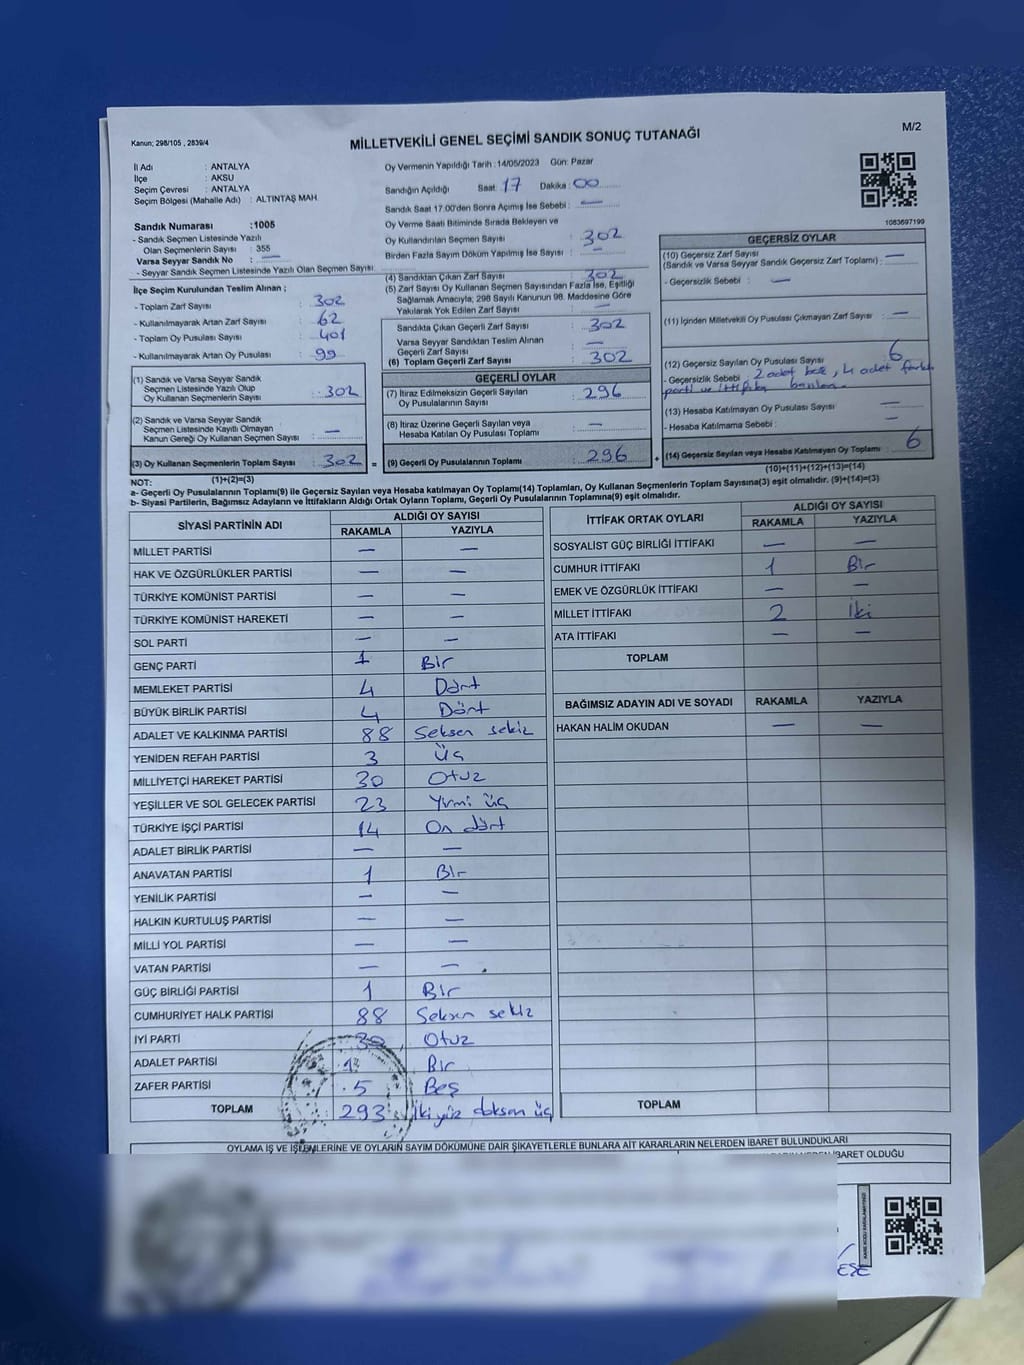 Kanun; 298/105 , 2839/4
MİLLETVEKİLİ GENEL SEÇİMİ SANDIK SONUÇ TUTANAĞI
M/2
İl Adı : ANTALYA
İlçe : AKSU
Seçim Çevresi : ANTALYA
Seçim Bölgesi (Mahalle Adı) : ALTINTAŞ MAH.
Sandık Numarası :1005
- Sandık Seçmen Listesinde Yazılı
Olan Seçmenlerin Sayısı : 355
Varsa Seyyar Sandık No : —
- Seyyar Sandık Seçmen Listesinde Yazılı Olan Seçmen Sayısı:
Oy Vermenin Yapıldığı Tarih : 14/05/2023 Gün: Pazar
Sandığın Açıldığı Saat: 17 Dakika: 00
Sandık Saat 17.00'den Sonra Açımış İse Sebebi : —
Oy Verme Saati Bitiminde Sırada Bekleyen ve
Oy Kullandırılan Seçmen Sayısı : 302
Birden Fazla Sayım Döküm Yapılmış İse Sayısı : —
1083697199
İlçe Seçim Kurulundan Teslim Alınan ;
- Toplam Zarf Sayısı : 302
- Kullanılmayarak Artan Zarf Sayısı : 62
- Toplam Oy Pusulası Sayısı : 401
- Kullanılmayarak Artan Oy Pusulası : 99
(4) Sandıktan Çıkan Zarf Sayısı : 302
(5) Zarf Sayısı Oy Kullanan Seçmen Sayısından Fazla İse, Eşitliği
Sağlamak Amacıyla; 298 Sayılı Kanunun 98. Maddesine Göre
Yakılarak Yok Edilen Zarf Sayısı : —
Sandıkta Çıkan Geçerli Zarf Sayısı : 302
Varsa Seyyar Sandıktan Teslim Alınan
Geçerli Zarf Sayısı : —
(6) Toplam Geçerli Zarf Sayısı : 302
(1) Sandık ve Varsa Seyyar Sandık
Seçmen Listesinde Yazılı Olup
Oy Kullanan Seçmenlerin Sayısı : 302
(2) Sandık ve Varsa Seyyar Sandık
Seçmen Listesinde Kayıtlı Olmayan
Kanun Gereği Oy Kullanan Seçmen Sayısı : —
(3) Oy Kullanan Seçmenlerin Toplam Sayısı : 302 =
GEÇERLİ OYLAR
(7) İtiraz Edilmeksizin Geçerli Sayılan
Oy Pusulalarının Sayısı : 296
(8) İtiraz Üzerine Geçerli Sayılan veya
Hesaba Katılan Oy Pusulası Toplamı : —
(9) Geçerli Oy Pusulalarının Toplamı : 296 +
GEÇERSİZ OYLAR
(10) Geçersiz Zarf Sayısı : —
(Sandık ve Varsa Seyyar Sandık Geçersiz Zarf Toplamı)
- Geçersizlik Sebebi : —
(11) İçinden Milletvekili Oy Pusulası Çıkmayan Zarf Sayısı : —
(12) Geçersiz Sayılan Oy Pusulası Sayısı : 6
- Geçersizlik Sebebi : 2 adet boş, 4 adet farklı
parti ve ittifaka basılan.
(13) Hesaba Katılmayan Oy Pusulası Sayısı : —
- Hesaba Katılmama Sebebi : —
(14) Geçersiz Sayılan veya Hesaba Katılmayan Oy Toplamı : 6
(10)+(11)+(12)+(13)=(14)
NOT: (1)+(2)=(3)
a- Geçerli Oy Pusulalarının Toplamı(9) ile Geçersiz Sayılan veya Hesaba katılmayan Oy Toplamı(14) Toplamları, Oy Kullanan Seçmenlerin Toplam Sayısına(3) eşit olmalıdır. (9)+(14)=(3)
b- Siyasi Partilerin, Bağımsız Adayların ve İttifakların Aldığı Ortak Oyların Toplamı, Geçerli Oy Pusulalarının Toplamına(9) eşit olmalıdır.
SİYASİ PARTİNİN ADI ALDIĞI OY SAYISI
RAKAMLA YAZIYLA
MİLLET PARTİSİ — —
HAK VE ÖZGÜRLÜKLER PARTİSİ — —
TÜRKİYE KOMÜNİST PARTİSİ — —
TÜRKİYE KOMÜNİST HAREKETİ — —
SOL PARTİ — —
GENÇ PARTİ 1 Bir
MEMLEKET PARTİSİ 4 Dört
BÜYÜK BİRLİK PARTİSİ 4 Dört
ADALET VE KALKINMA PARTİSİ 88 Seksen sekiz
YENİDEN REFAH PARTİSİ 3 Üç
MİLLİYETÇİ HAREKET PARTİSİ 30 Otuz
YEŞİLLER VE SOL GELECEK PARTİSİ 23 Yirmi üç
TÜRKİYE İŞÇİ PARTİSİ 14 On dört
ADALET BİRLİK PARTİSİ — —
ANAVATAN PARTİSİ 1 Bir
YENİLİK PARTİSİ — —
HALKIN KURTULUŞ PARTİSİ — —
MİLLİ YOL PARTİSİ — —
VATAN PARTİSİ — —
GÜÇ BİRLİĞİ PARTİSİ 1 Bir
CUMHURİYET HALK PARTİSİ 88 Seksen sekiz
İYİ PARTİ 30 Otuz
ADALET PARTİSİ 1 Bir
ZAFER PARTİSİ 5 Beş
TOPLAM 293 İki yüz doksan üç
İTTİFAK ORTAK OYLARI ALDIĞI OY SAYISI
RAKAMLA YAZIYLA
SOSYALİST GÜÇ BİRLİĞİ İTTİFAKI — —
CUMHUR İTTİFAKI 1 Bir
EMEK VE ÖZGÜRLÜK İTTİFAKI — —
MİLLET İTTİFAKI 2 İki
ATA İTTİFAKI — —
TOPLAM
BAĞIMSIZ ADAYIN ADI VE SOYADI RAKAMLA YAZIYLA
HAKAN HALİM OKUDAN — —
TOPLAM
OYLAMA İŞ VE İŞLEMLERİNE VE OYLARIN SAYIM DÖKÜMÜNE DAİR ŞİKAYETLERLE BUNLARA AİT KARARLARIN NELERDEN İBARET BULUNDUKLARI
İBARET OLDUĞU